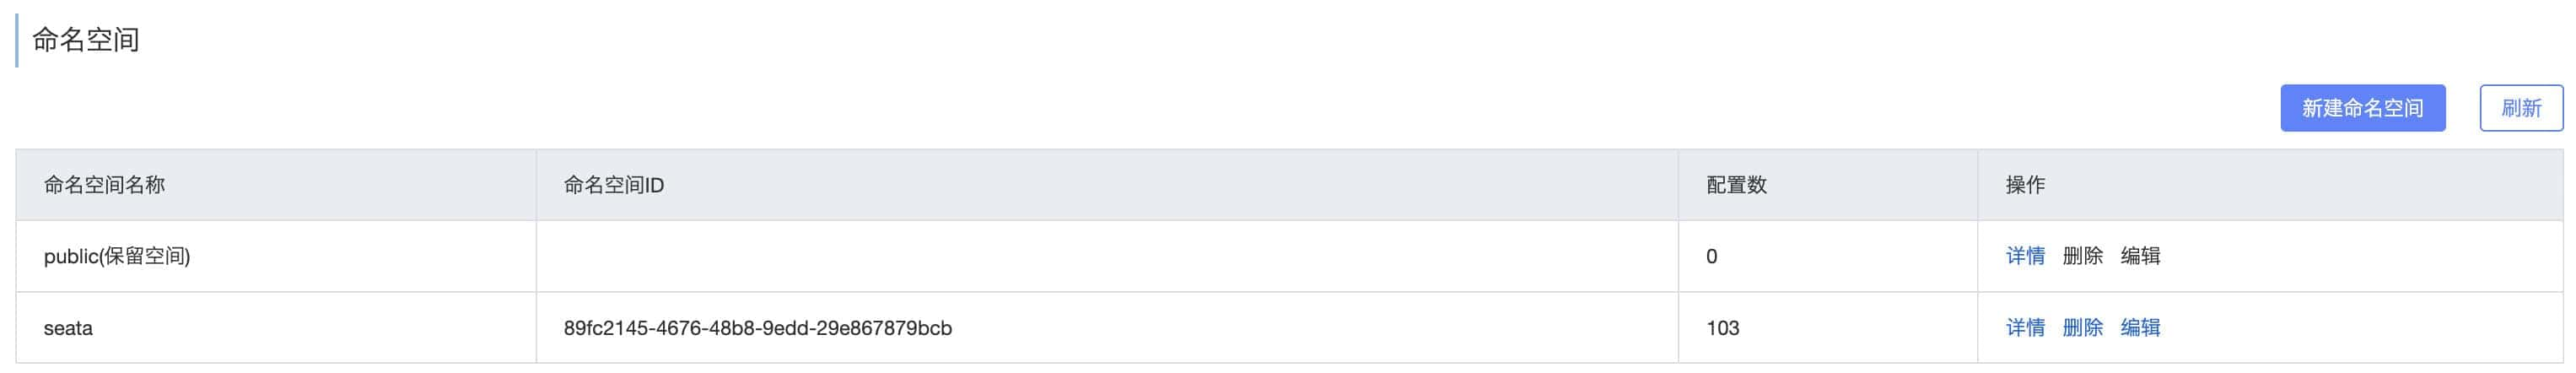 命名空间
新建命名空间 刷新
命名空间名称 命名空间ID 配置数 操作
public(保留空间) 0 详情 删除 编辑
seata 89fc2145-4676-48b8-9edd-29e867879bcb 103 详情 删除 编辑